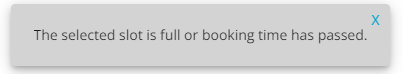 X
The selected slot is full or booking time has passed.